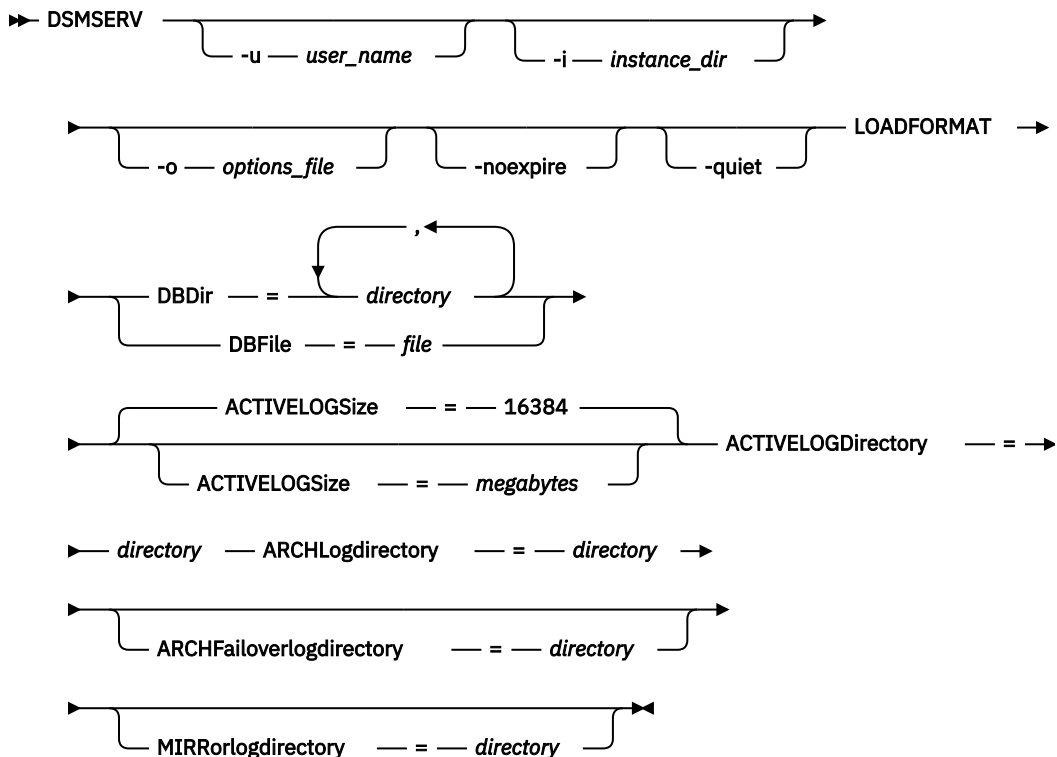 DSMSERV
-u user_name -i instance_dir
LOADFORMAT
-o options_file -noexpire -quiet
,
DBDir = directory
DBFile = file
ACTIVELOGSize = 16384
ACTIVELOGDirectory =
ACTIVELOGSize = megabytes
directory ARCHLogdirectory = directory
ARCHFailoverlogdirectory = directory
MIRRorlogdirectory = directory